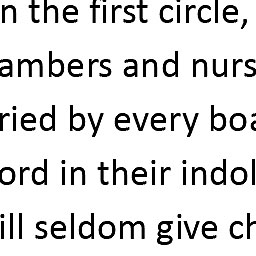 n the first circle,
ambers and nurs
ried by every boa
ord in their indol
ill seldom give ch